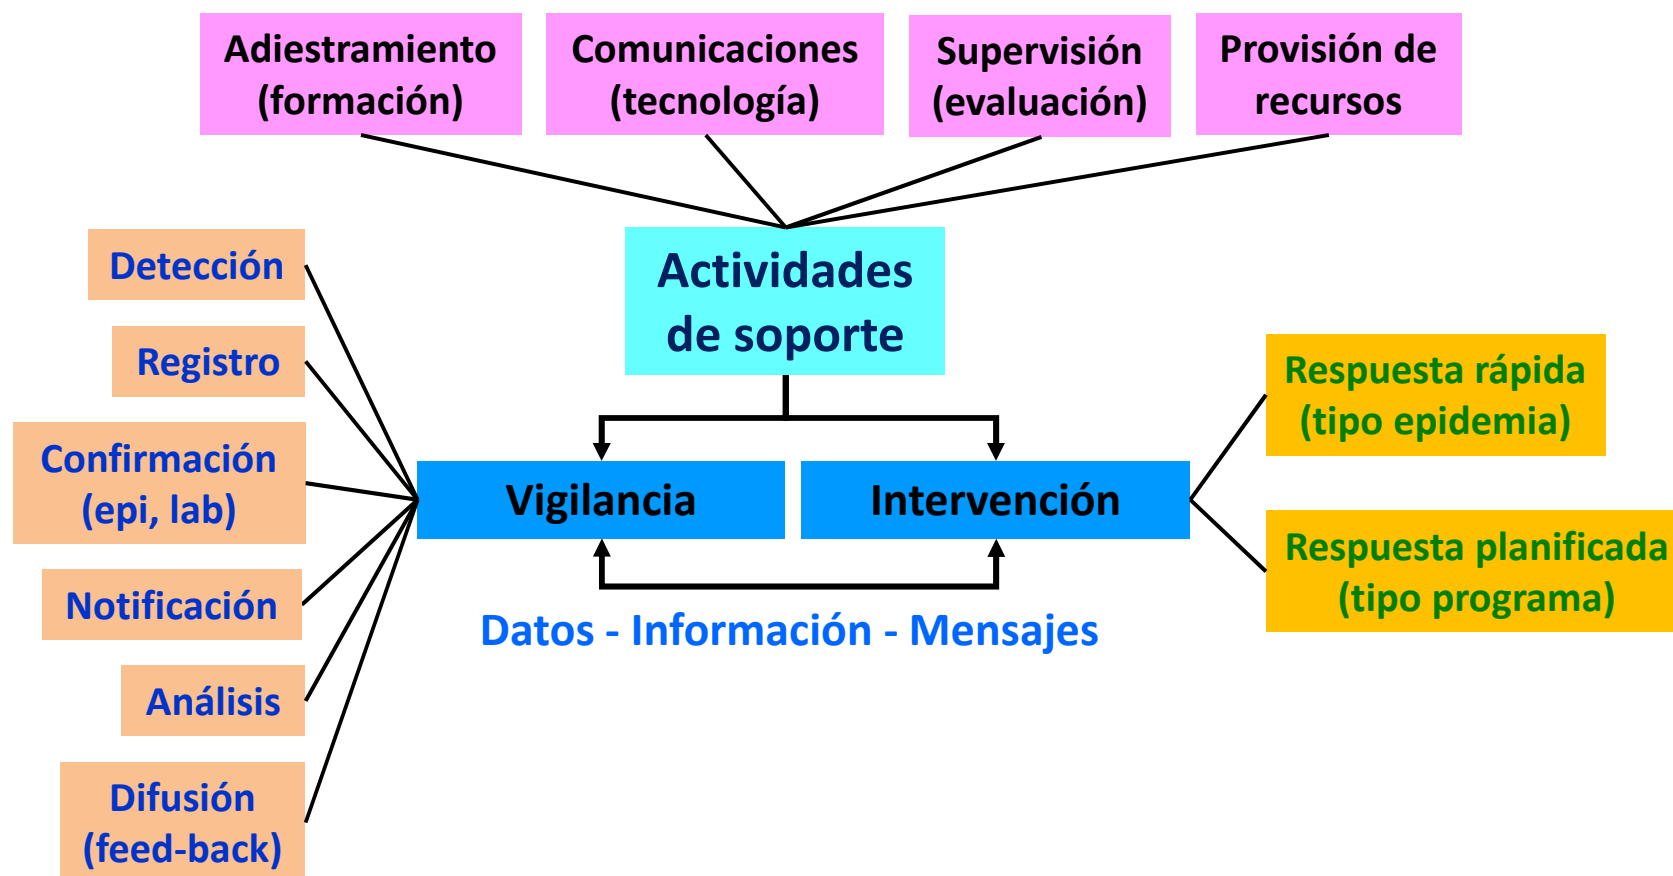 Adiestramiento
(formación)
Comunicaciones
(tecnología)
Supervisión
(evaluación)
Provisión de
recursos
Actividades
de soporte
Detección
Registro
Confirmación
(epi, lab)
Notificación
Análisis
Difusión
(feed-back)
Vigilancia
Intervención
Datos - Información - Mensajes
Respuesta rápida
(tipo epidemia)
Respuesta planificada
(tipo programa)